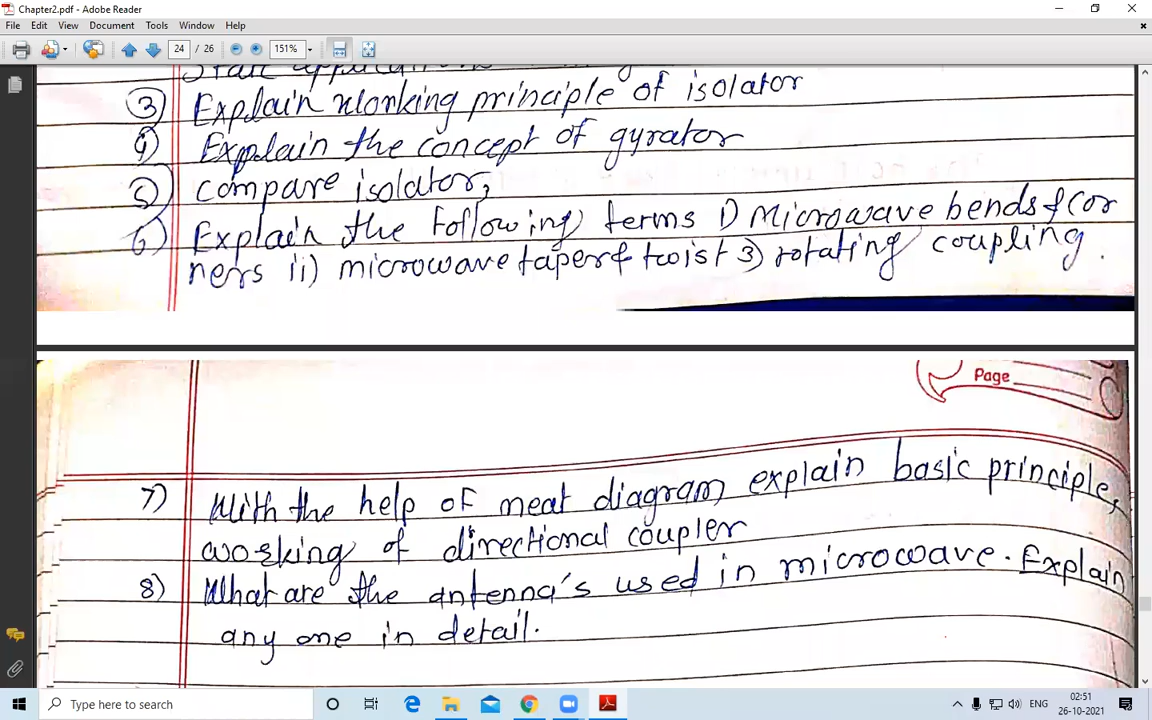 Chapter2.pdf - Adobe Reader
File Edit View Document Tools Window Help
24 / 26 151%
③ Explain working principle of isolator
④ Explain the concept of gyrator
⑤ compare isolator,
⑥ Explain the following terms 1) Microwave bends & cor
ners ii) microwave taper & twist 3) rotating coupling.
Page
7) With the help of meat diagram explain basic principle,
working of directional coupler
8) What are the antenna's used in microwave. Explain
any one in detail.
Type here to search
ENG
02:51
26-10-2021